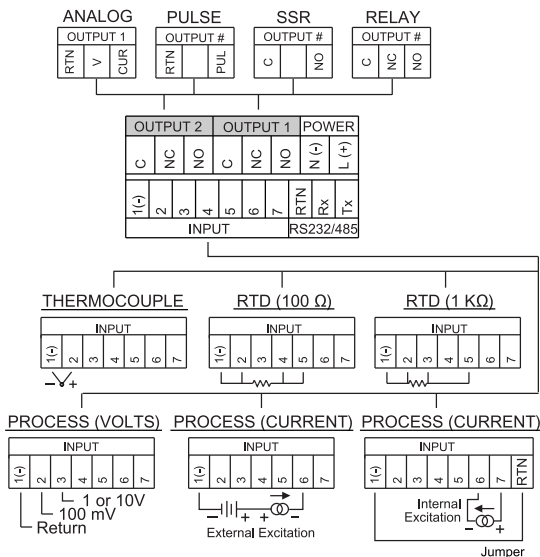 ANALOG PULSE SSR RELAY
OUTPUT 1 OUTPUT # OUTPUT # OUTPUT #
RTN V CUR RTN PUL C NO C NC NO
OUTPUT 2 OUTPUT 1 POWER
C NC NO C NC NO N (-) L (+)
1(-) 2 3 4 5 6 7 RTN Rx Tx
INPUT RS232/485
THERMOCOUPLE RTD (100 Ω) RTD (1 KΩ)
INPUT INPUT INPUT
1(-) 2 3 4 5 6 7 1(-) 2 3 4 5 6 7 1(-) 2 3 4 5 6 7
- +
PROCESS (VOLTS) PROCESS (CURRENT) PROCESS (CURRENT)
INPUT INPUT INPUT
1(-) 2 3 4 5 6 7 1(-) 2 3 4 5 6 7 1(-) 2 3 4 5 6 7 RTN
1 or 10V
100 mV
Return
- + + -
External Excitation
Internal
Excitation
- +
Jumper